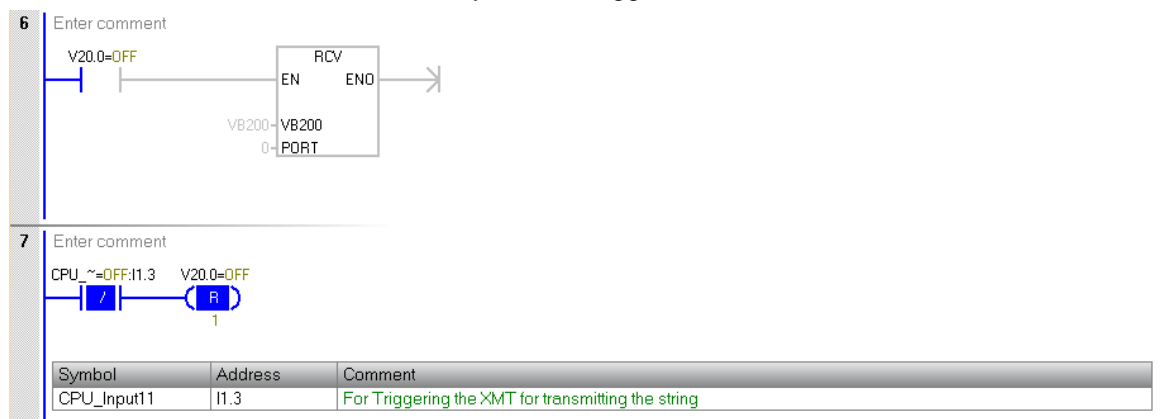 6 Enter comment
V20.0=OFF
RCV
EN ENO
VB200 VB200
0 PORT
7 Enter comment
CPU_~=OFF:I1.3 V20.0=OFF
/ R
1
Symbol Address Comment
CPU_Input11 I1.3 For Triggering the XMT for transmitting the string